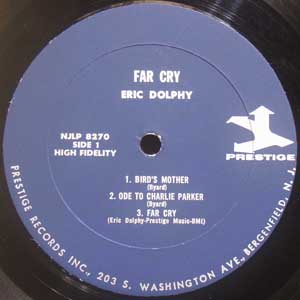 FAR CRY
ERIC DOLPHY
NJLP 8270
SIDE 1
HIGH FIDELITY
PRESTIGE
1. BIRD'S MOTHER
(Byard)
2. ODE TO CHARLIE PARKER
(Byard)
3. FAR CRY
(Eric Dolphy-Prestige Music-BMI)
PRESTIGE RECORDS INC., 203 S. WASHINGTON AVE., BERGENFIELD, N. J.